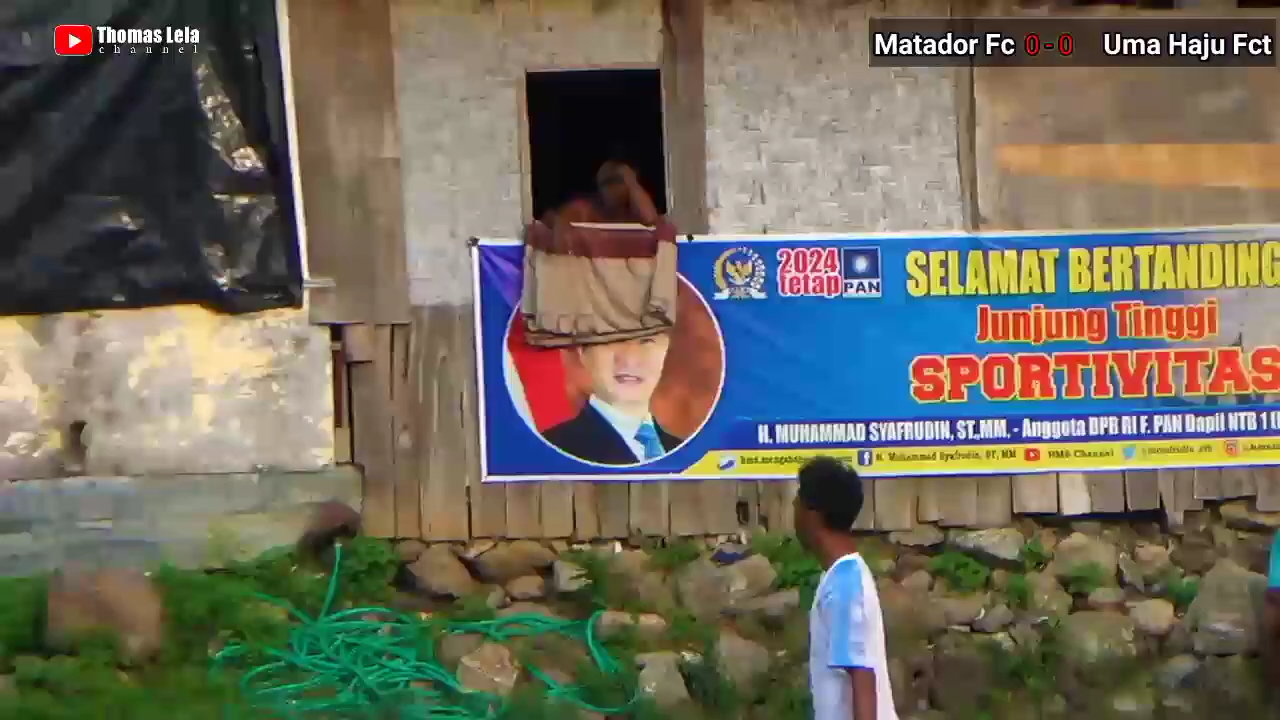 Thomas Lela
channel
Matador Fc 0-0 Uma Haju Fct
2024
tetap
PAN
SELAMAT BERTANDING
Junjung Tinggi
SPORTIVITAS
H. MUHAMMAD SYAFRUDIN, ST.,MM. - Anggota DPR RI F. PAN Dapil NTB 1
H. Muhammad Syafrudin, ST, MM HMS Channel